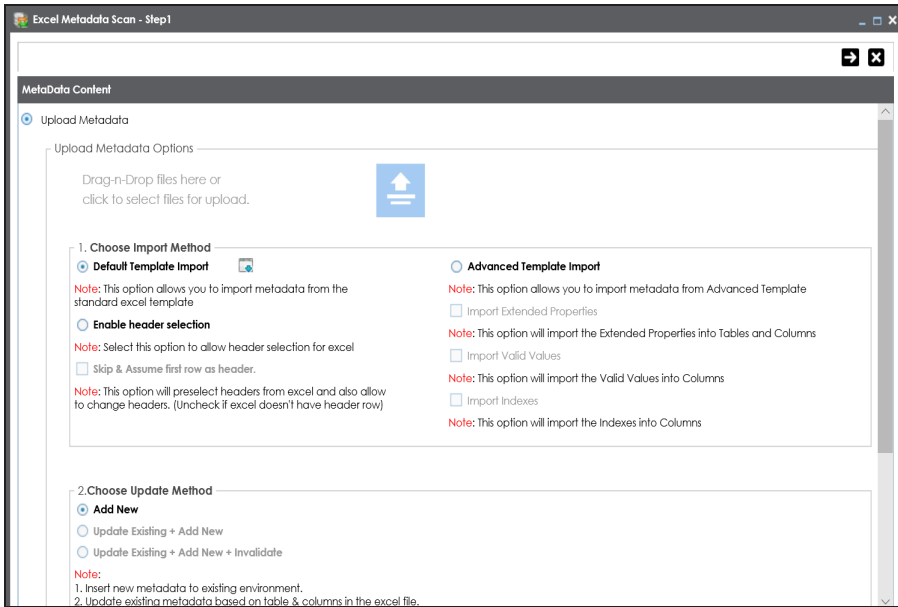 Excel Metadata Scan - Step1
MetaData Content
Upload Metadata
Upload Metadata Options
Drag-n-Drop files here or
click to select files for upload.
1. Choose Import Method
Default Template Import
Note: This option allows you to import metadata from the
standard excel template
Enable header selection
Note: Select this option to allow header selection for excel
Skip & Assume first row as header.
Note: This option will preselect headers from excel and also allow
to change headers. (Uncheck if excel doesn't have header row)
Advanced Template Import
Note: This option allows you to import metadata from Advanced Template
Import Extended Properties
Note: This option will import the Extended Properties into Tables and Columns
Import Valid Values
Note: This option will import the Valid Values into Columns
Import Indexes
Note: This option will import the Indexes into Columns
2.Choose Update Method
Add New
Update Existing + Add New
Update Existing + Add New + Invalidate
Note:
1. Insert new metadata to existing environment.
2. Update existing metadata based on table & columns in the excel file.